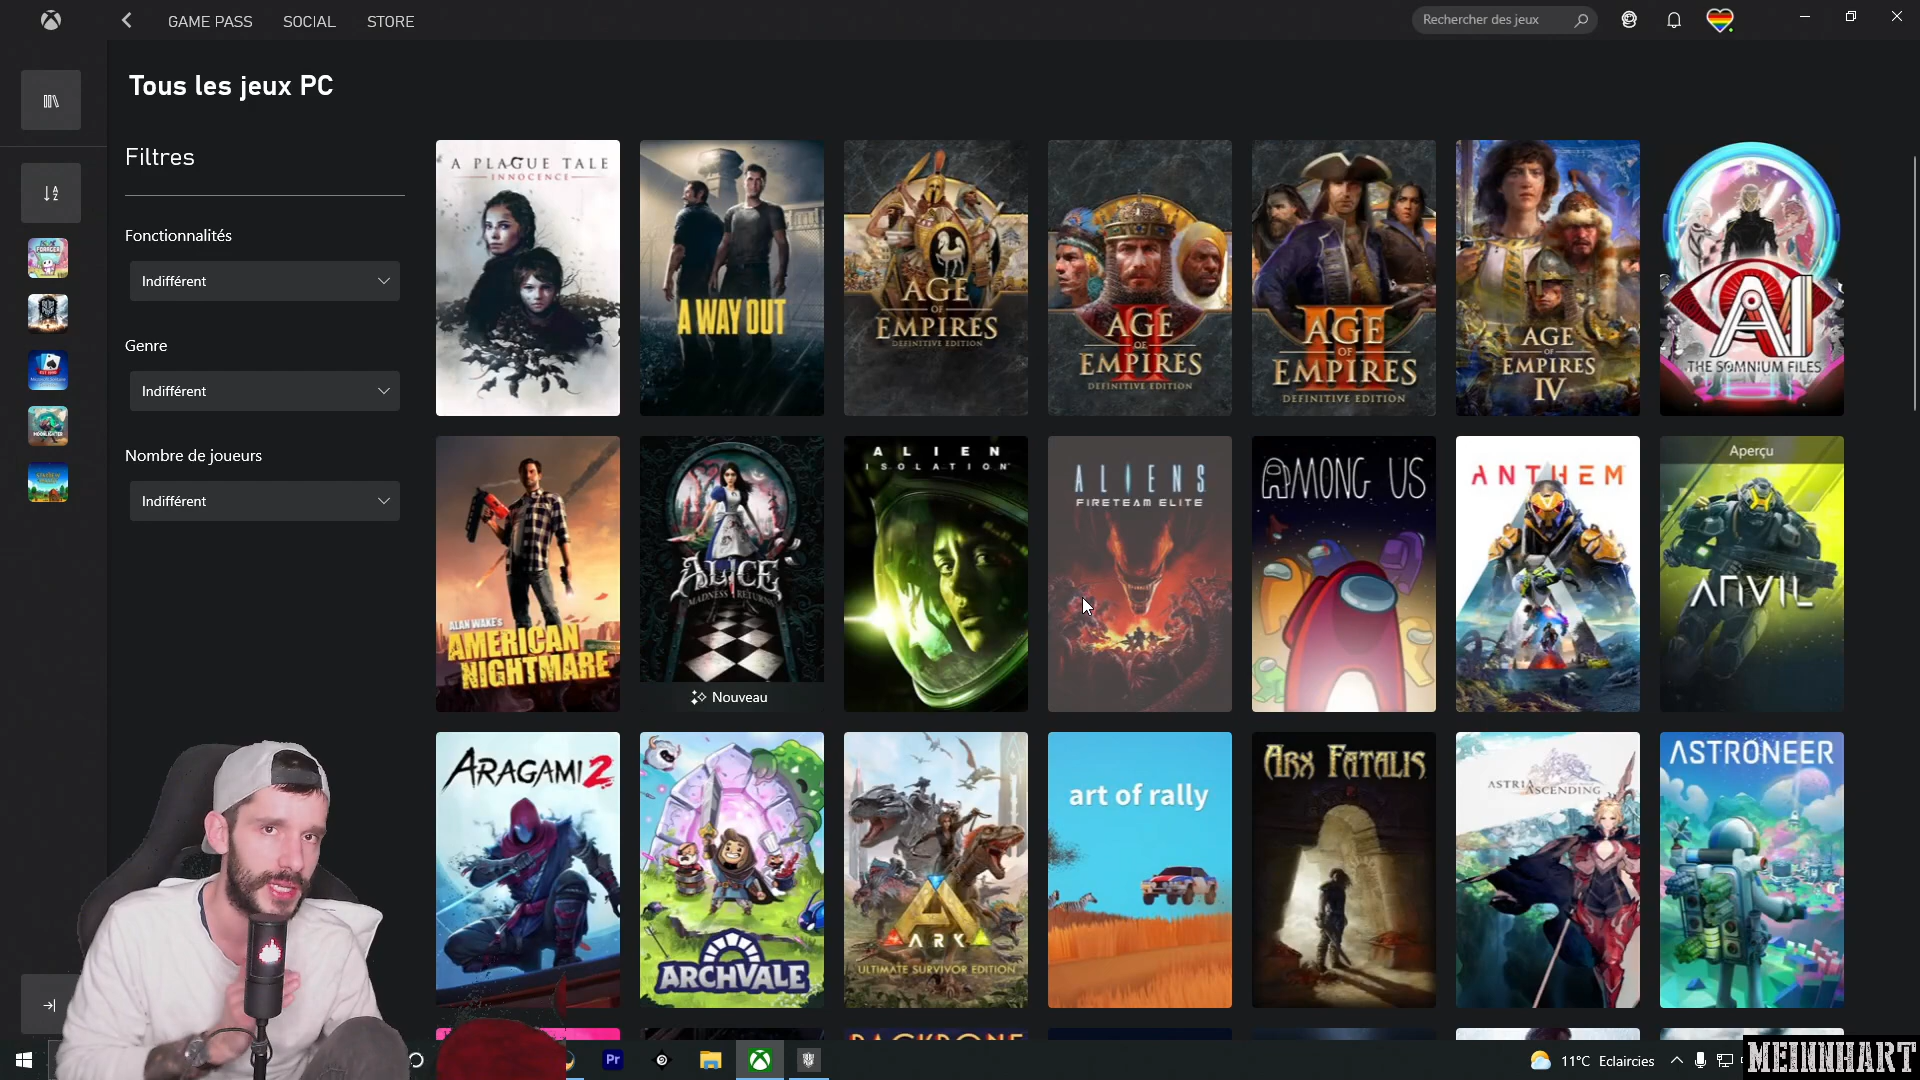 GAME PASS
SOCIAL
STORE
Rechercher des jeux
Tous les jeux PC
Filtres
Fonctionnalités
Indifférent
Genre
Indifférent
Nombre de joueurs
Indifférent
A PLAGUE TALE
INNOCENCE
A WAY OUT
AGE
OF
EMPIRES
DEFINITIVE EDITION
AGE
OF
EMPIRES
II
DEFINITIVE EDITION
AGE
OF
EMPIRES
III
DEFINITIVE EDITION
AGE
OF
EMPIRES
IV
AI
THE SOMNIUM FILES
ALAN WAKE'S
AMERICAN
NIGHTMARE
ALICE
MADNESS RETURNS
Nouveau
ALIEN
ISOLATION
ALIENS
FIRETEAM ELITE
AMONG US
ANTHEM
Aperçu
ANVIL
ARAGAMI 2
ARCHVALE
ARK
ULTIMATE SURVIVOR EDITION
art of rally
ARX FATALIS
ASTRIA
ASCENDING
ASTRONEER
BACKBONE
Pr
11°C Eclaircies
MEINNHART